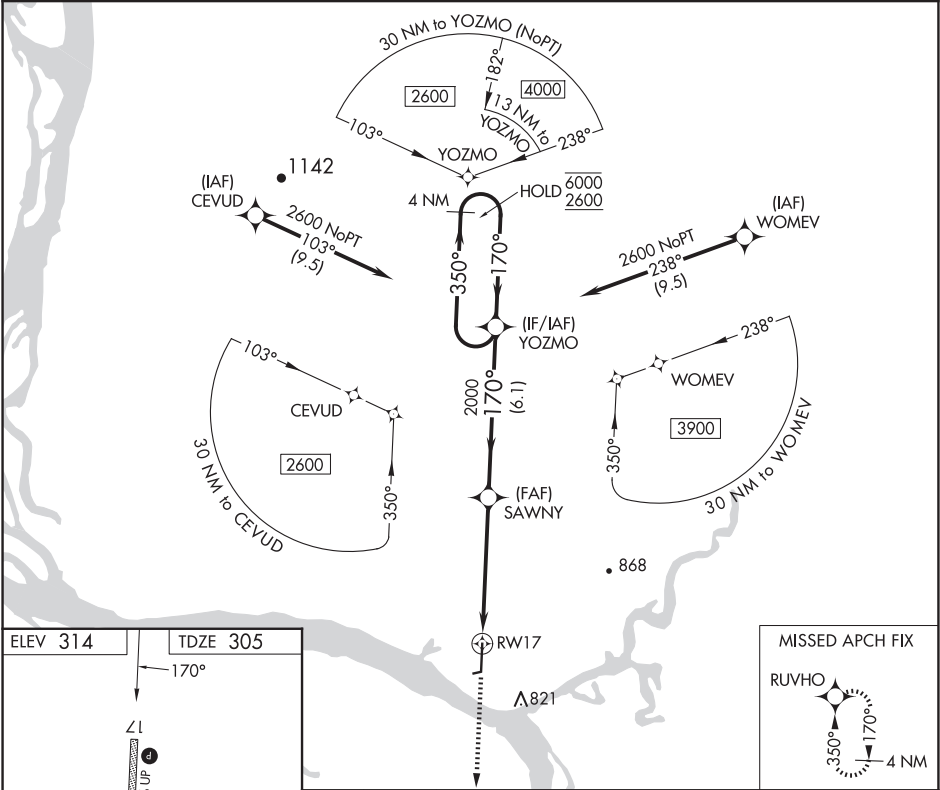 30 NM to YOZMO (NoPT)
182°
2600
4000
13 NM to
YOZMO
103°
238°
YOZMO
1142
(IAF)
CEVUD
4 NM
HOLD
6000
2600
(IAF)
WOMEV
2600 NoPT
103°
(9.5)
350°
170°
2600 NoPT
238°
(9.5)
(IF/IAF)
YOZMO
103°
238°
2000
170°
(6.1)
CEVUD
WOMEV
2600
3900
350°
350°
30 NM to CEVUD
30 NM to WOMEV
(FAF)
SAWNY
868
RW17
821
ELEV 314
TDZE 305
170°
17
P
UP
MISSED APCH FIX
RUVHO
350°
170°
4 NM